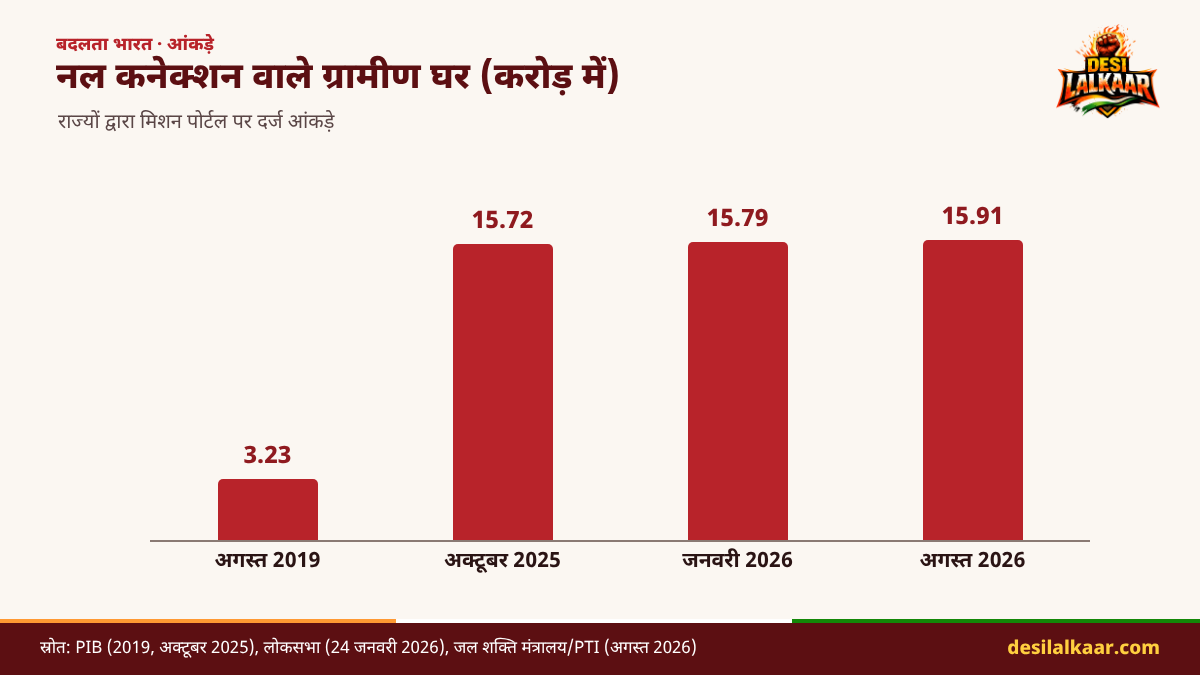 बदलता भारत · आंकड़े
नल कनेक्शन वाले ग्रामीण घर (करोड़ में)
राज्यों द्वारा मिशन पोर्टल पर दर्ज आंकड़े
DESI
LALKAAR
3.23
15.72
15.79
15.91
अगस्त 2019
अक्टूबर 2025
जनवरी 2026
अगस्त 2026
स्रोत: PIB (2019, अक्टूबर 2025), लोकसभा (24 जनवरी 2026), जल शक्ति मंत्रालय/PTI (अगस्त 2026)
desilalkaar.com